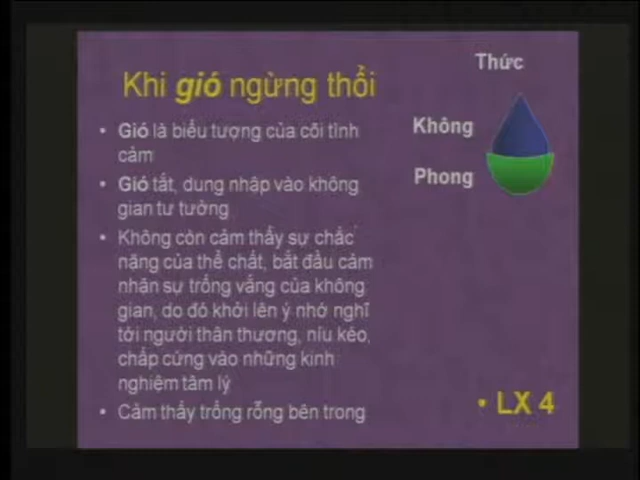 Thức
Khi gió ngừng thổi
Không
Phong
• Gió là biểu tượng của cõi tình
cảm
• Gió tắt, dung nhập vào không
gian tư tưởng
• Không còn cảm thấy sự chắc
nặng của thể chất, bắt đầu cảm
nhận sự trống vắng của không
gian, do đó khởi lên ý nhớ nghĩ
tới người thân thương, níu kéo,
chấp cứng vào những kinh
nghiệm tâm lý
• Cảm thấy trống rỗng bên trong
• LX 4